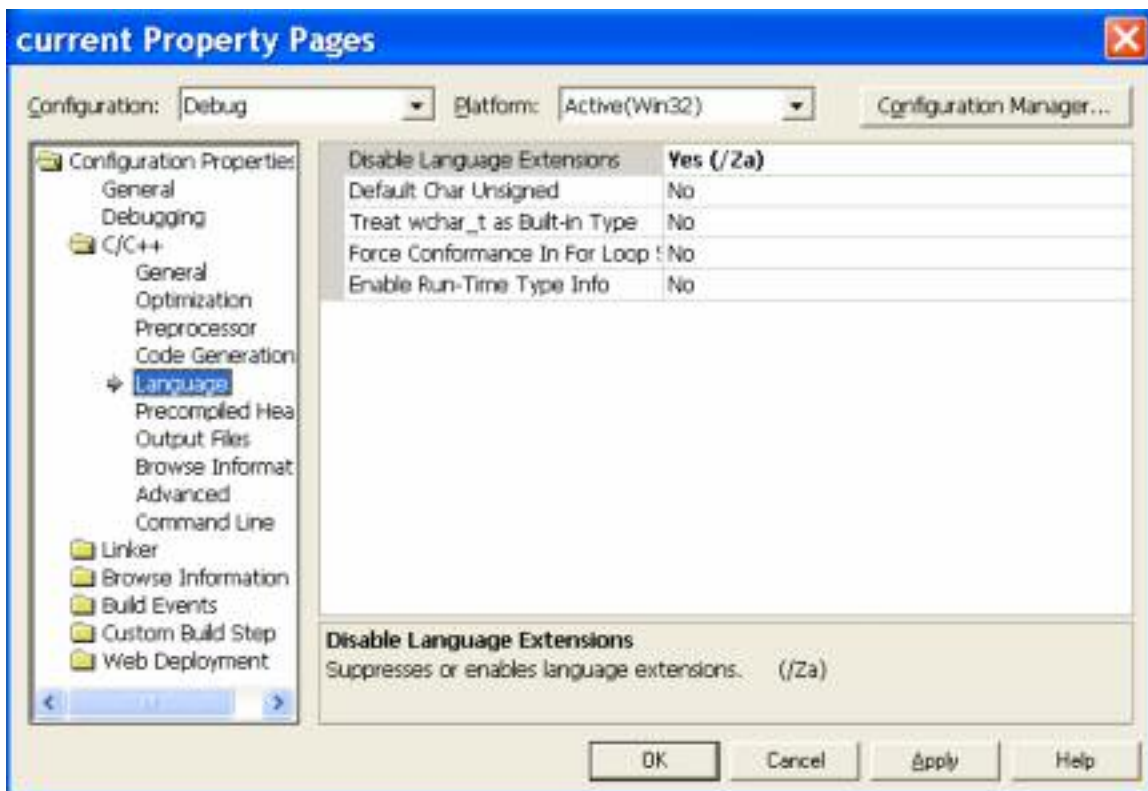 current Property Pages
Configuration: Debug Platform: Active(Win32) Configuration Manager...
Configuration Properties
General
Debugging
C/C++
General
Optimization
Preprocessor
Code Generation
Language
Precompiled Hea
Output Files
Browse Informat
Advanced
Command Line
Linker
Browse Information
Build Events
Custom Build Step
Web Deployment
Disable Language Extensions Yes (/Za)
Default Char Unsigned No
Treat wchar_t as Built-in Type No
Force Conformance In For Loop No
Enable Run-Time Type Info No
Disable Language Extensions
Suppresses or enables language extensions. (/Za)
OK Cancel Apply Help